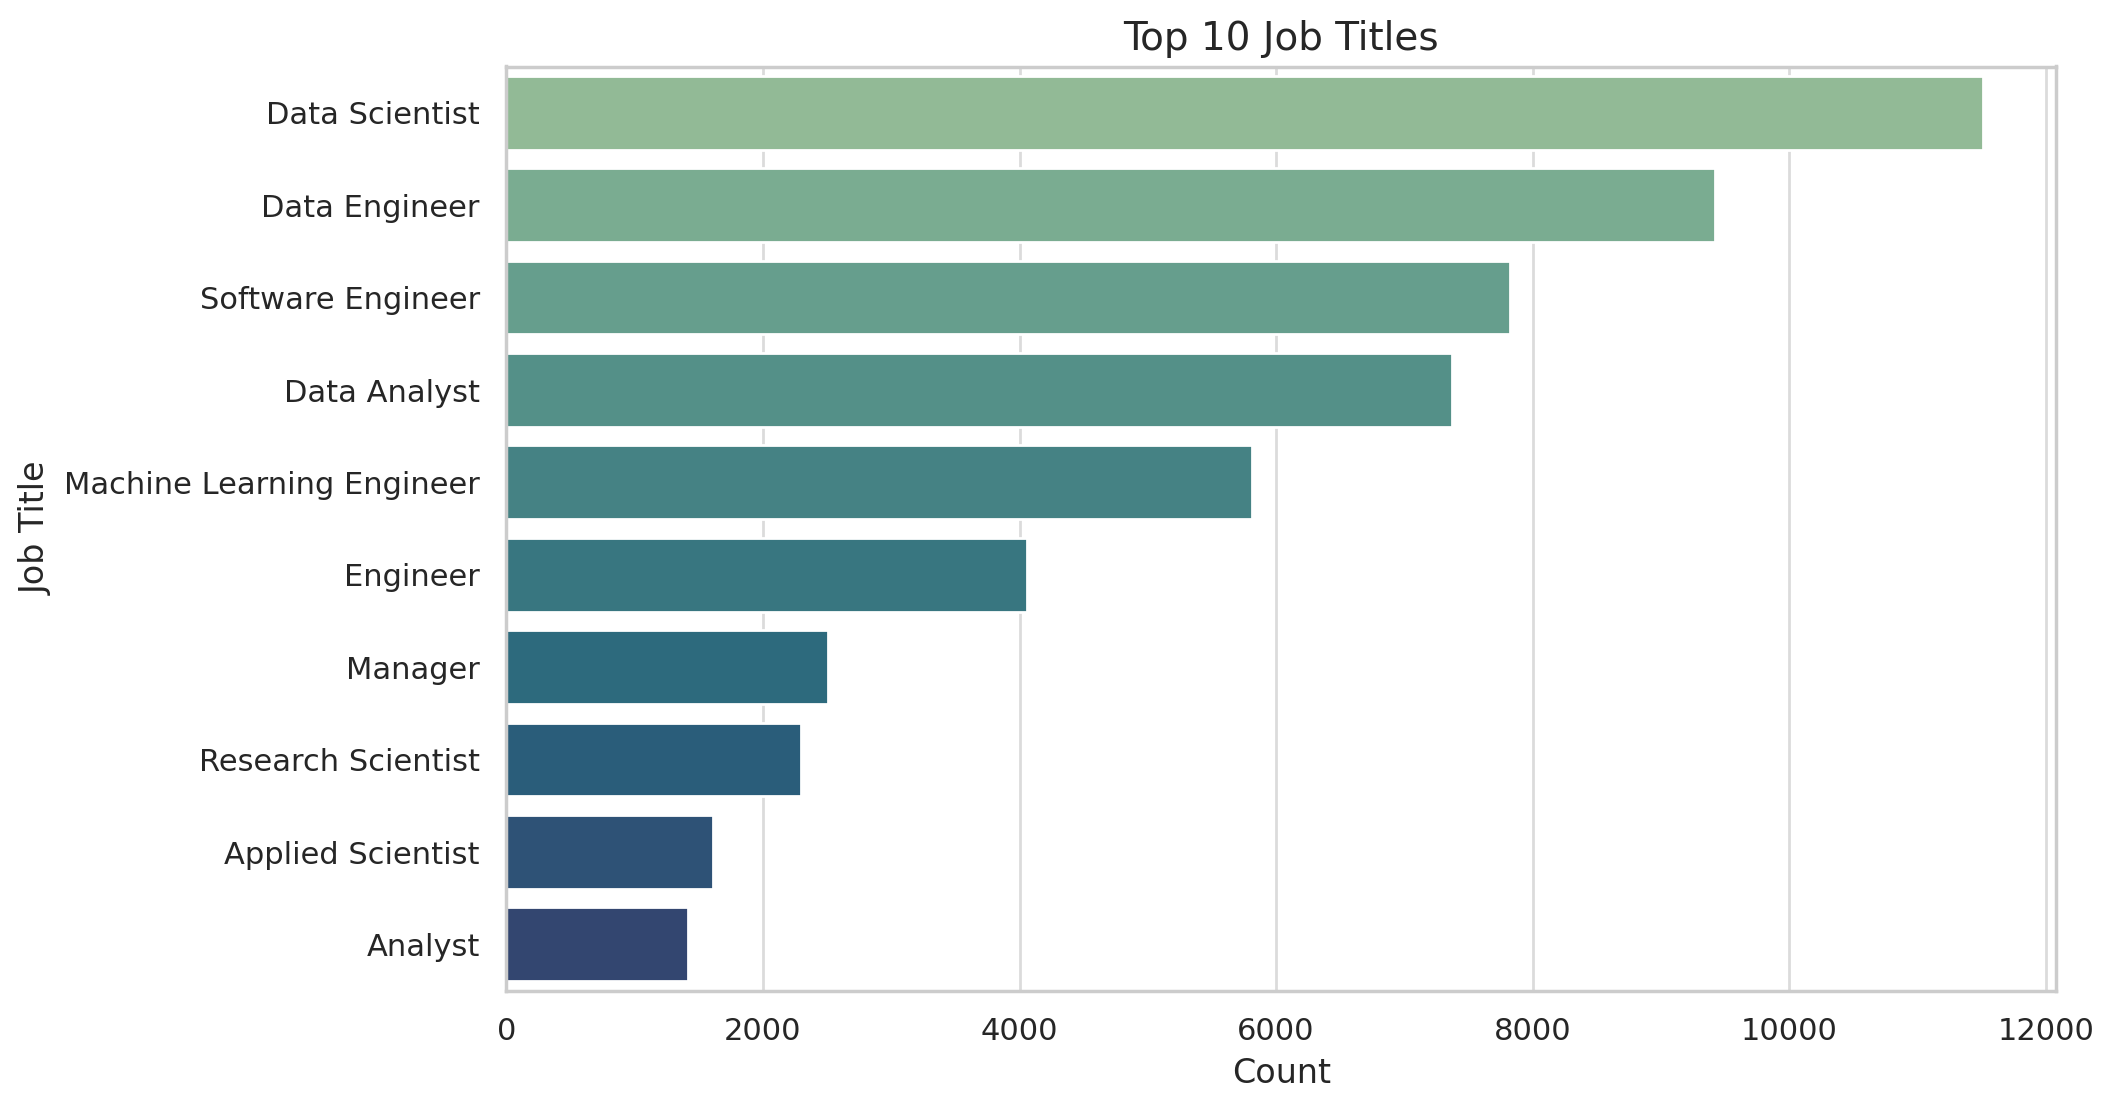 Top 10 Job Titles
Job Title
Data Scientist
Data Engineer
Software Engineer
Data Analyst
Machine Learning Engineer
Engineer
Manager
Research Scientist
Applied Scientist
Analyst
0 2000 4000 6000 8000 10000 12000
Count